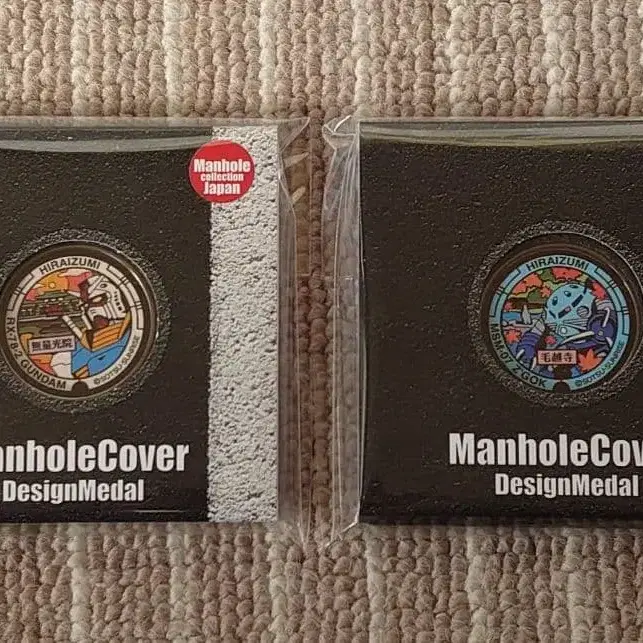 Manhole
collection
Japan
HIRAIZUMI
RX-78-2 GUNDAM
©SOTSU・SUNRISE
無量光院
anholeCover
DesignMedal
HIRAIZUMI
MSM-07 Z'GOK
©SOTSU・SUNRISE
毛越寺
ManholeCov
DesignMedal